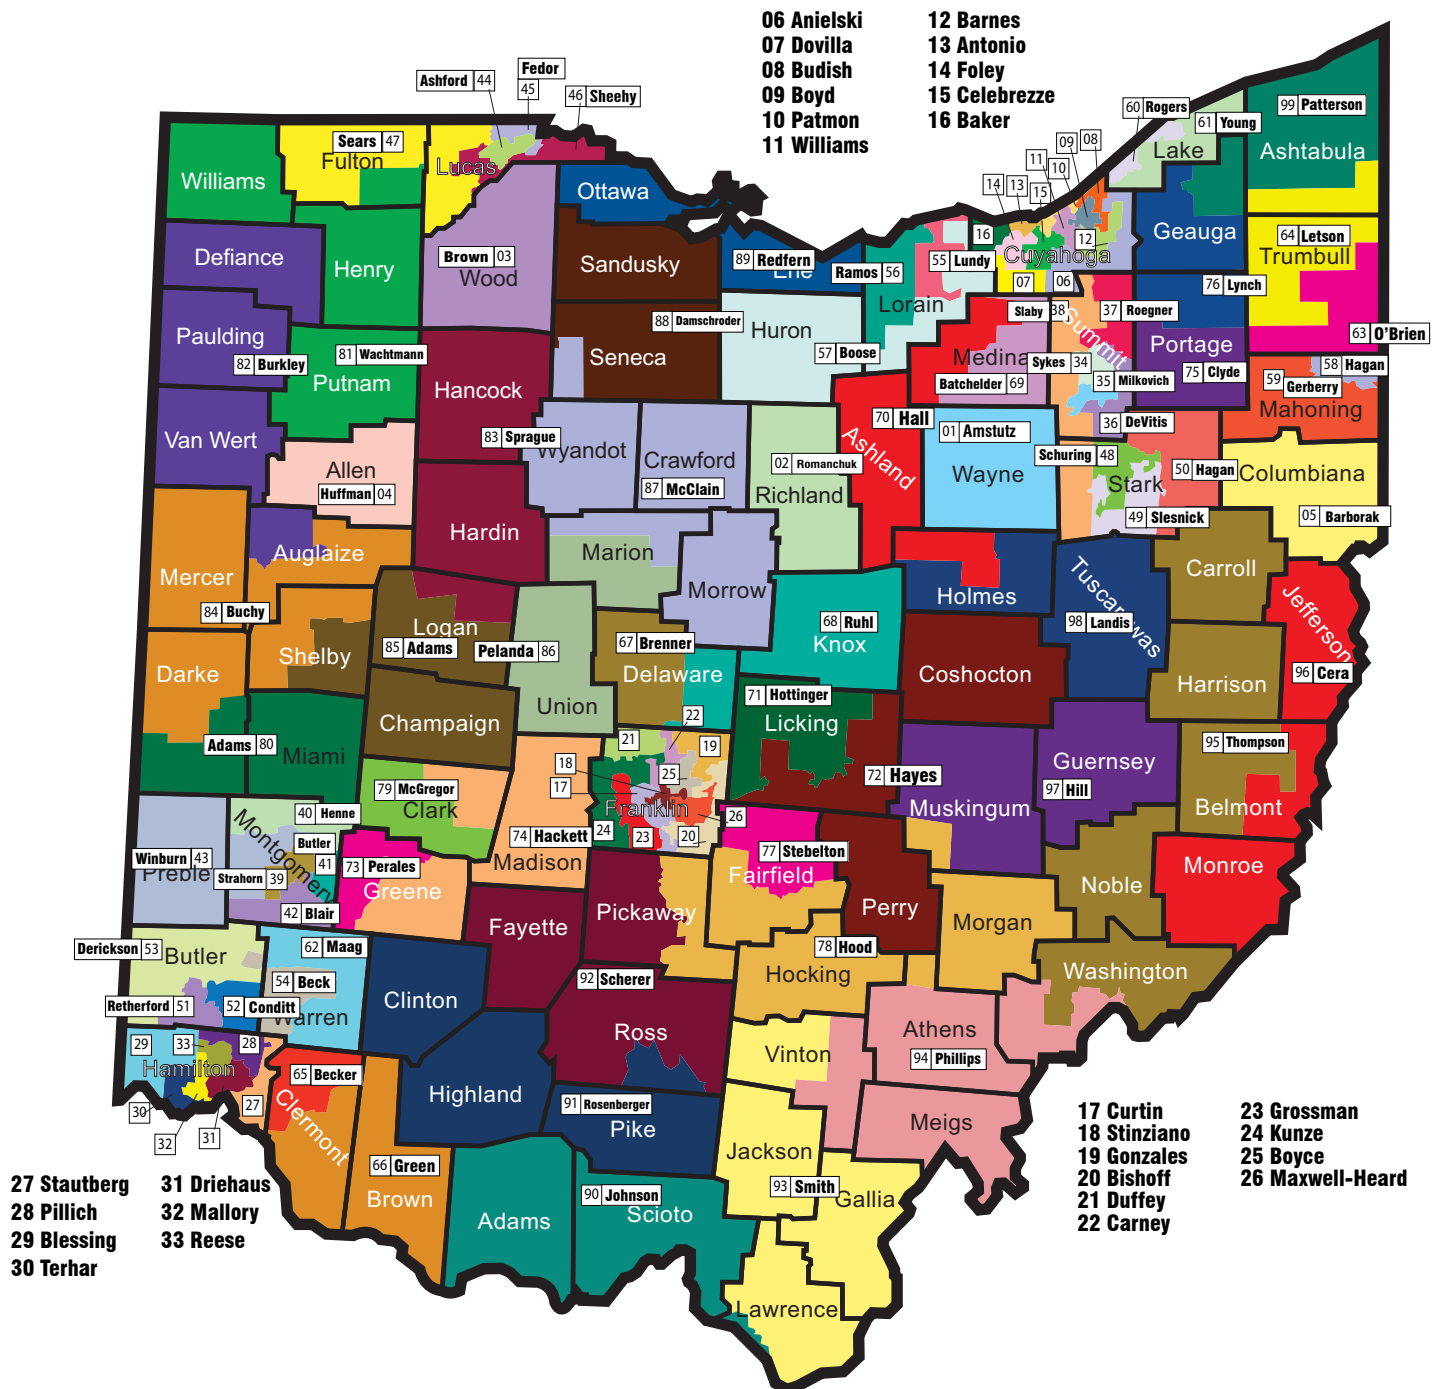 06 Anielski
07 Dovilla
08 Budish
09 Boyd
10 Patmon
11 Williams
12 Barnes
13 Antonio
14 Foley
15 Celebrezze
16 Baker
Ashford 44
Fedor
45
46 Sheehy
60 Rogers
61 Young
99 Patterson
Sears 47
Fulton
Lucas
Williams
Ottawa
Lake
Ashtabula
09
08
11
10
14
13
15
16
12
Cuyahoga
07
06
Geauga
64 Letson
Trumbull
Defiance
Henry
Brown 03
Wood
Sandusky
89 Redfern
Erie
Ramos 56
55 Lundy
Lorain
76 Lynch
Paulding
82 Burkley
81 Wachtmann
Putnam
88 Damschroder
Seneca
Huron
57 Boose
Slaby 38
37 Roegner
Summit
Medina
Batchelder 69
Sykes 34
35 Milkovich
36 DeVitis
Portage
75 Clyde
63 O'Brien
58 Hagan
59
Gerberry
Mahoning
Van Wert
Hancock
83 Sprague
Wyandot
Crawford
87 McClain
Allen
Huffman 04
02 Romanchuk
Richland
70 Hall
Ashland
01 Amstutz
Wayne
Schuring 48
Stark
50 Hagan
49 Slesnick
Columbiana
05 Barborak
Mercer
Auglaize
84 Buchy
Hardin
Marion
Morrow
Holmes
Tuscarawas
98 Landis
Carroll
Jefferson
96 Cera
Darke
Shelby
Logan
85 Adams
Pelanda 86
Union
67 Brenner
Delaware
68 Ruhl
Knox
Coshocton
Harrison
Adams 80
Miami
Champaign
71 Hottinger
Licking
72 Hayes
Muskingum
Guernsey
97 Hill
95 Thompson
Belmont
22
21
19
18
25
17
Franklin
24
23
20
26
79 McGregor
Clark
74 Hackett
Madison
40 Henne
Montgomery
Butler
41
Strahorn 39
42 Blair
Winburn 43
Preble
73 Perales
Greene
77 Stebelton
Fairfield
Perry
Morgan
Noble
Monroe
Washington
Fayette
Pickaway
92 Scherer
Ross
78 Hood
Hocking
Derickson 53
Butler
62 Maag
54 Beck
Warren
Retherford 51
52 Conditt
Clinton
Athens
94 Phillips
Vinton
Meigs
29
33
28
Hamilton
30
32
31
27
65 Becker
Clermont
Highland
91 Rosenberger
Pike
Jackson
93 Smith
Gallia
66 Green
Brown
Adams
90 Johnson
Scioto
Lawrence
17 Curtin
18 Stinziano
19 Gonzales
20 Bishoff
21 Duffey
22 Carney
23 Grossman
24 Kunze
25 Boyce
26 Maxwell-Heard
27 Stautberg
28 Pillich
29 Blessing
30 Terhar
31 Driehaus
32 Mallory
33 Reese